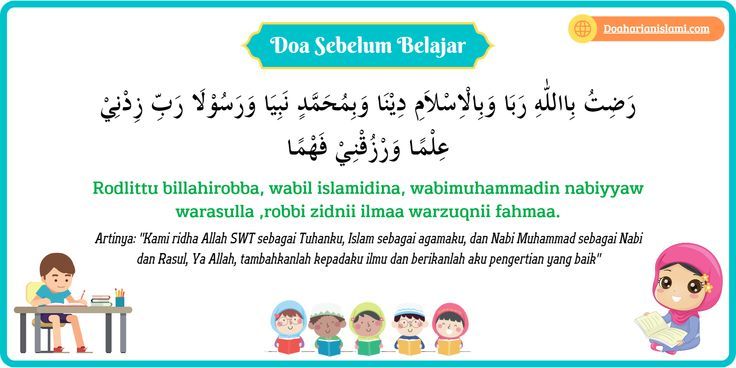 Doa Sebelum Belajar
Doaharianislami.com
رَضِتُ بِااللهِ رَبَا وَبِالْاِسْلاَمِ دِيْنَا وَبِمُحَمَّدٍ نَبِيَا وَرَسُوْلَا رَبِّ زِدْنِيْ
عِلْمًا وَرْزُقْنِيْ فَهْمًا
Rodlittu billahirobba, wabil islamidina, wabimuhammadin nabiyyaw
warasulla ,robbi zidnii ilmaa warzuqnii fahmaa.
Artinya: "Kami ridha Allah SWT sebagai Tuhanku, Islam sebagai agamaku, dan Nabi Muhammad sebagai Nabi
dan Rasul, Ya Allah, tambahkanlah kepadaku ilmu dan berikanlah aku pengertian yang baik"